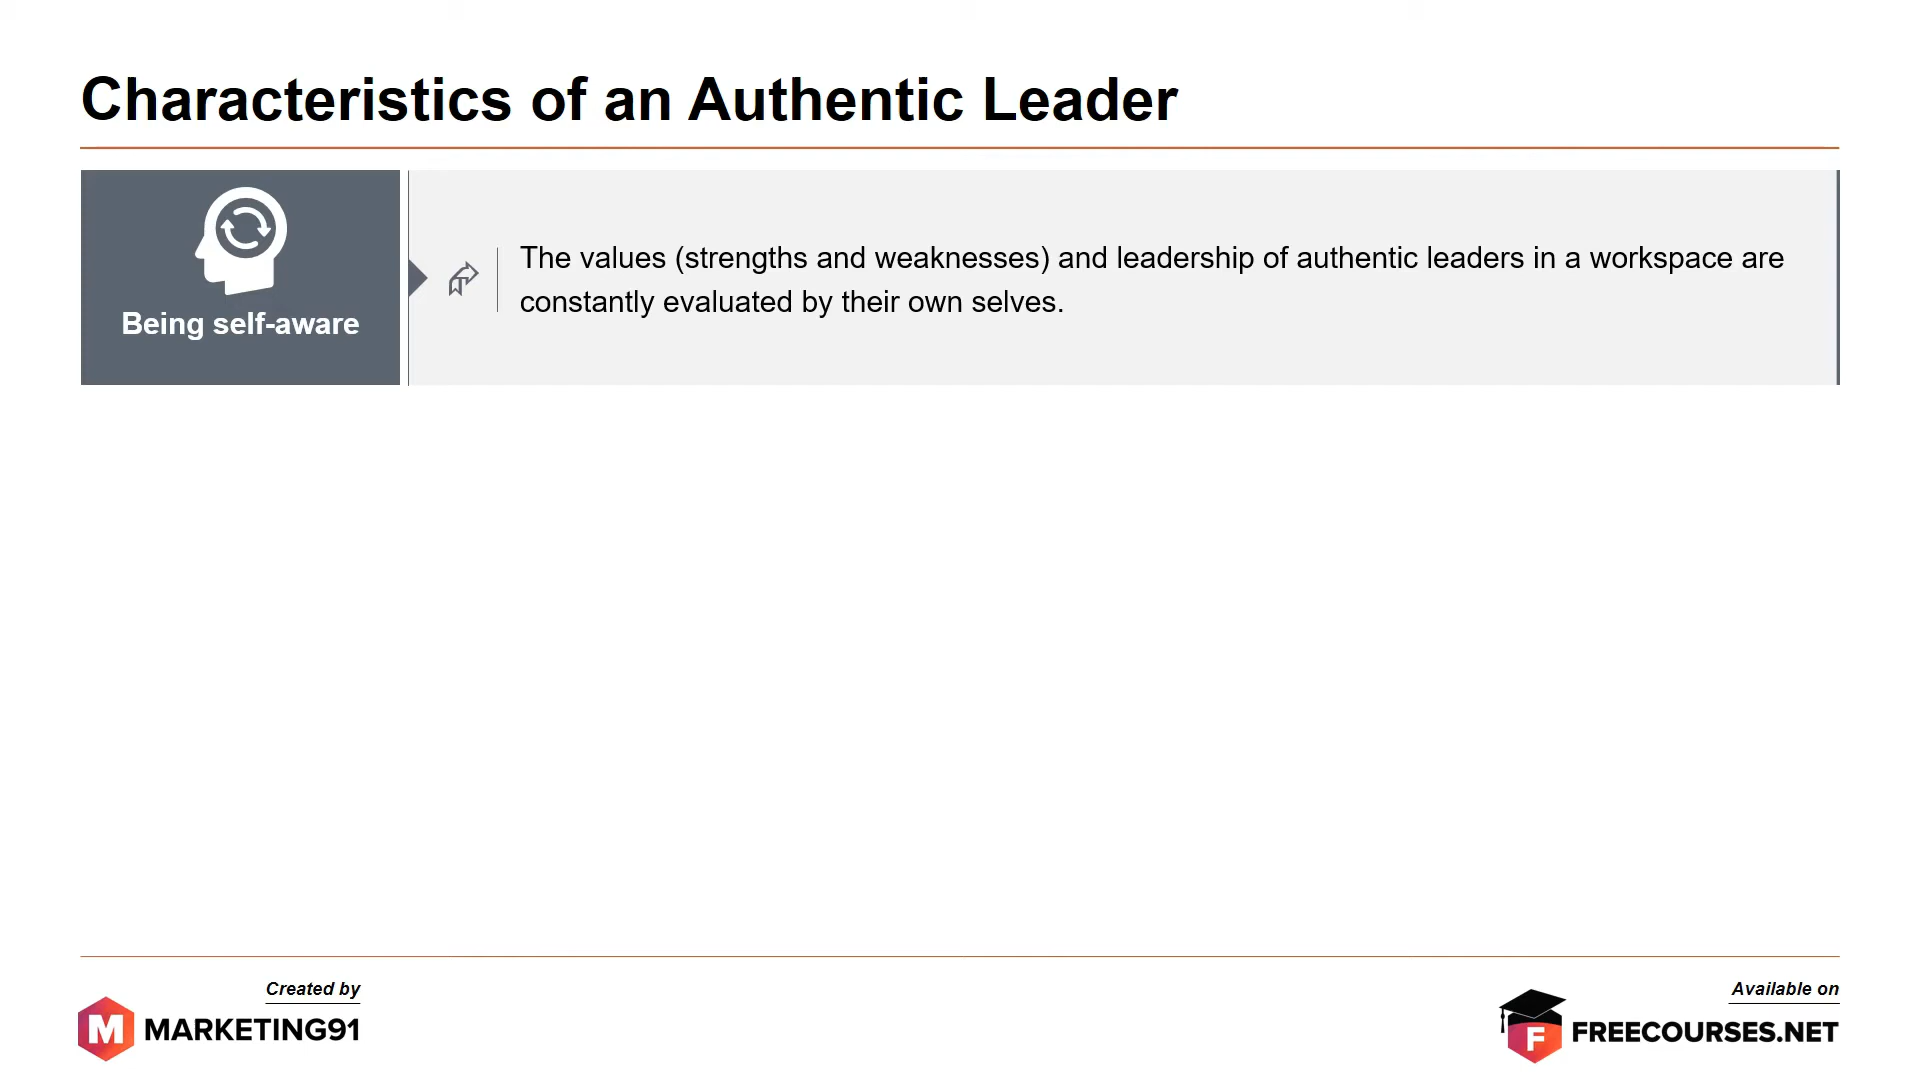 Characteristics of an Authentic Leader
Being self-aware
The values (strengths and weaknesses) and leadership of authentic leaders in a workspace are
constantly evaluated by their own selves.
Created by
M MARKETING91
Available on
F FREECOURSES.NET